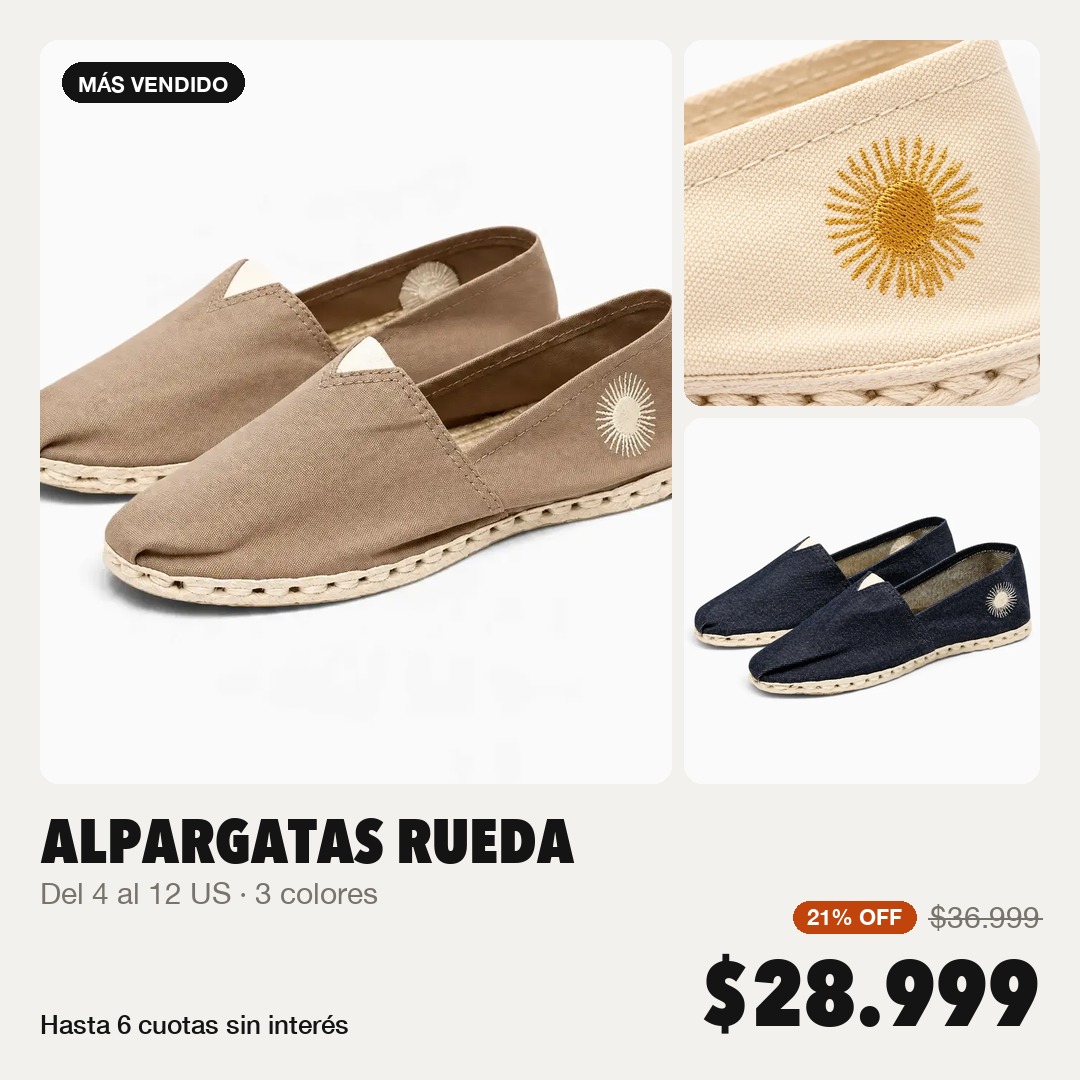 MÁS VENDIDO
ALPARGATAS RUEDA
Del 4 al 12 US · 3 colores
21% OFF $36.999
$28.999
Hasta 6 cuotas sin interés